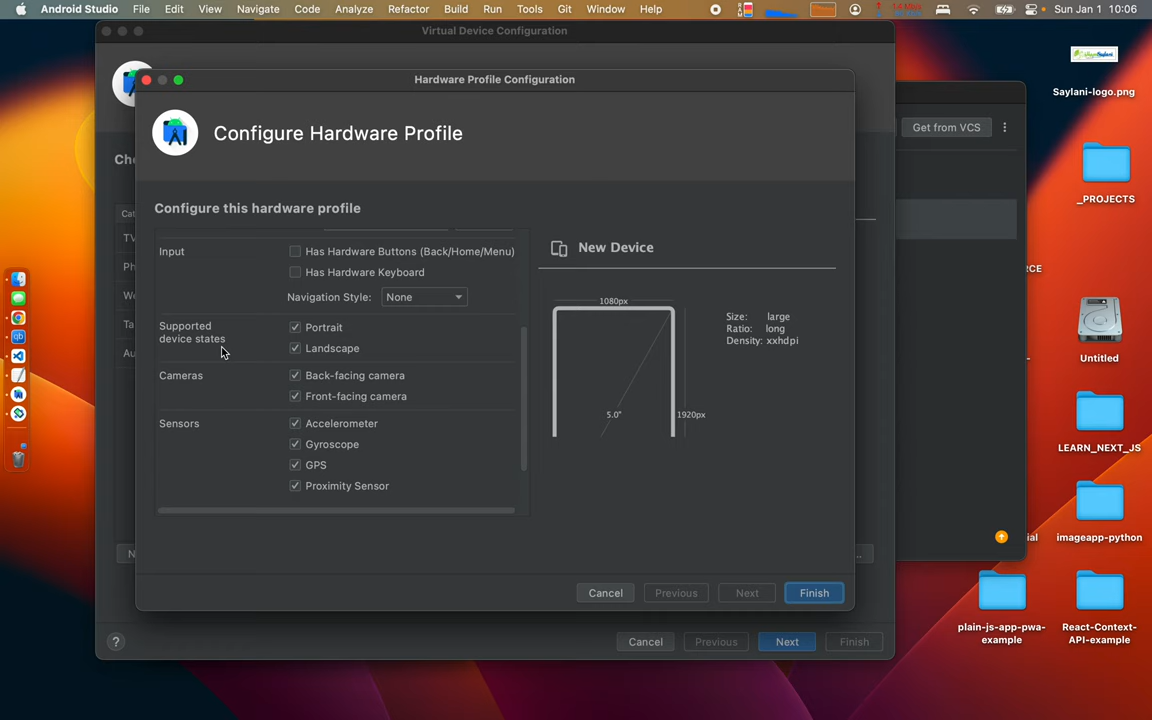 Android Studio File Edit View Navigate Code Analyze Refactor Build Run Tools Git Window Help Sun Jan 1 10:06
Virtual Device Configuration
Hardware Profile Configuration
Saylani-logo.png
Configure Hardware Profile
Get from VCS
Configure this hardware profile
_PROJECTS
Input
Has Hardware Buttons (Back/Home/Menu)
Has Hardware Keyboard
Navigation Style: None
New Device
1080px
Size: large
Ratio: long
Density: xxhdpi
5.0"
1920px
Supported
device states
Portrait
Landscape
Cameras
Back-facing camera
Front-facing camera
Sensors
Accelerometer
Gyroscope
GPS
Proximity Sensor
Untitled
LEARN_NEXT_JS
imageapp-python
Cancel Previous Next Finish
plain-js-app-pwa-
example
React-Context-
API-example
? Cancel Previous Next Finish